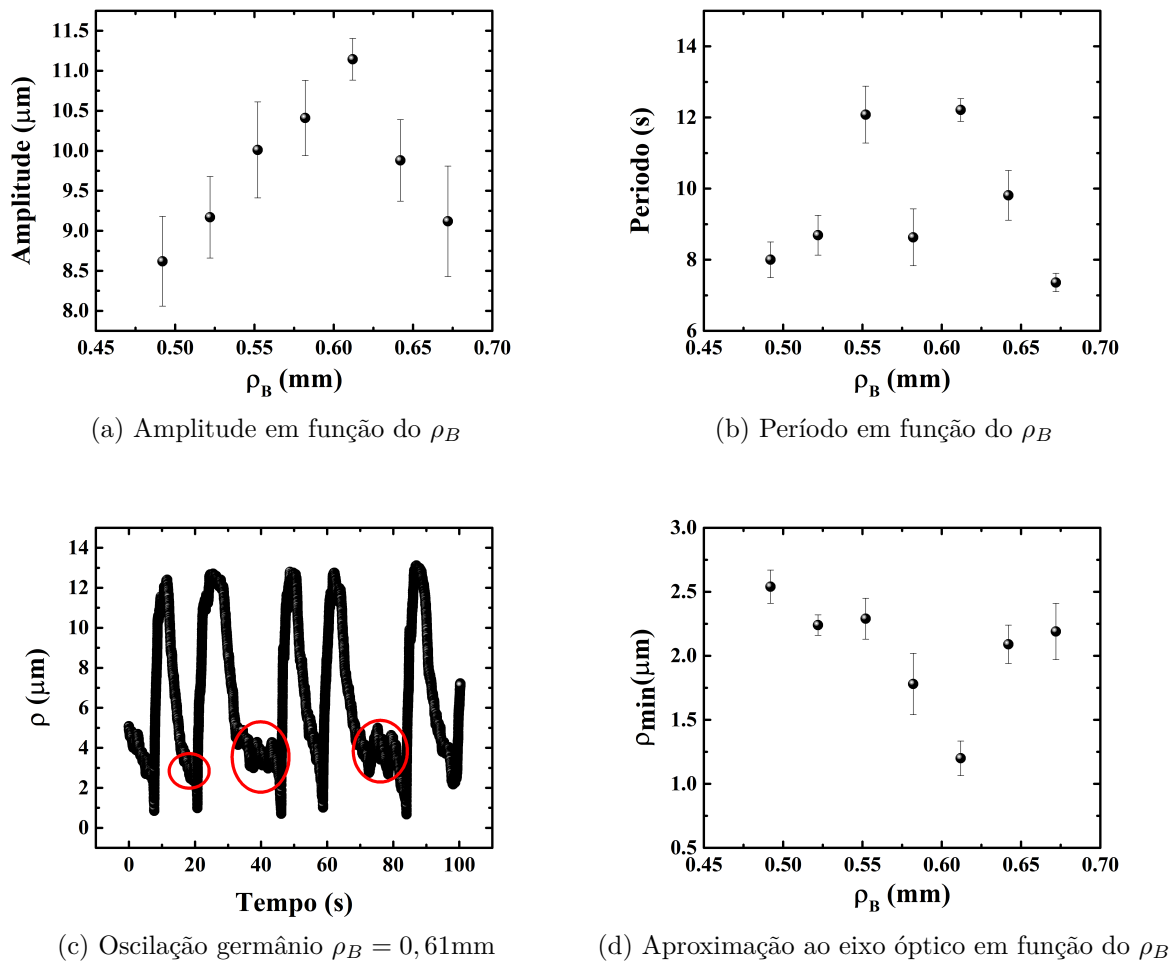 11.5
11.0
10.5
10.0
9.5
9.0
8.5
8.0
Amplitude (μm)
0.45 0.50 0.55 0.60 0.65 0.70
ρB (mm)
(a) Amplitude em função do ρB
14
12
10
8
6
Periodo (s)
0.45 0.50 0.55 0.60 0.65 0.70
ρB (mm)
(b) Período em função do ρB
14
12
10
8
6
4
2
0
ρ (μm)
0 20 40 60 80 100
Tempo (s)
(c) Oscilação germânio ρB = 0, 61mm
3.0
2.5
2.0
1.5
1.0
0.5
ρmin(μm)
0.45 0.50 0.55 0.60 0.65 0.70
ρB (mm)
(d) Aproximação ao eixo óptico em função do ρB